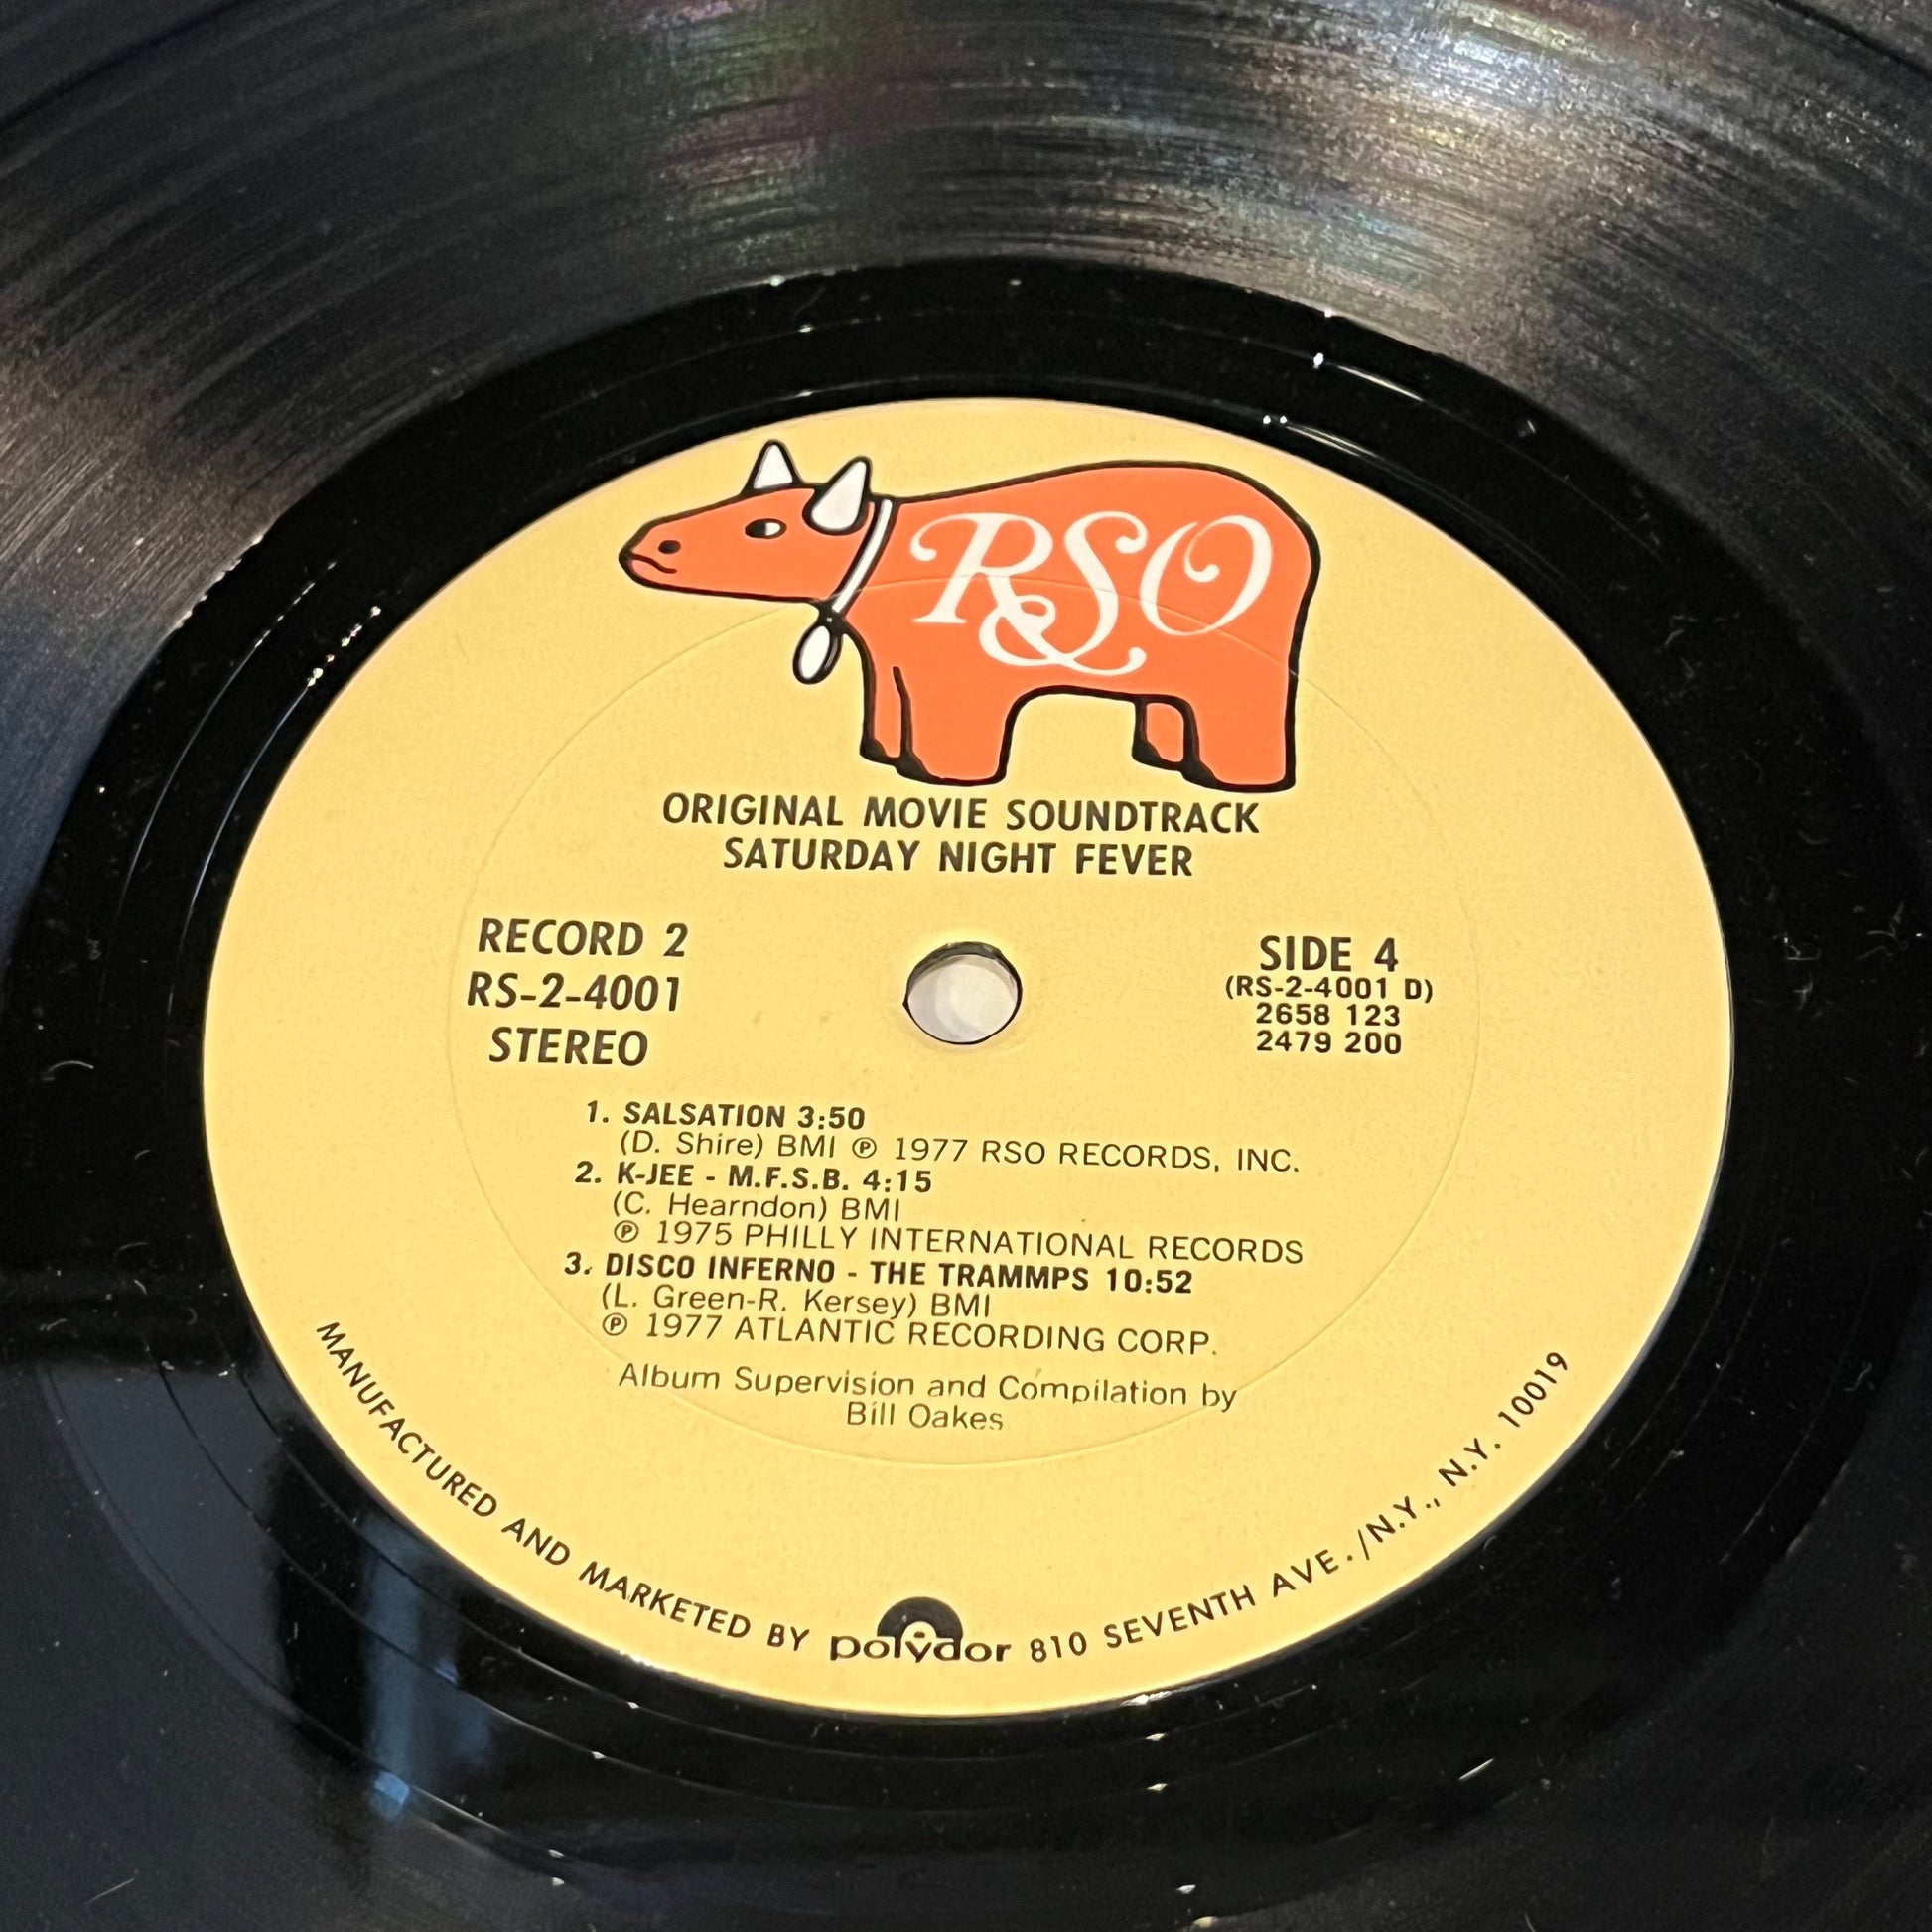 RSO
ORIGINAL MOVIE SOUNDTRACK
SATURDAY NIGHT FEVER
RECORD 2
RS-2-4001
STEREO
SIDE 4
(RS-2-4001 D)
2658 123
2479 200
1. SALSATION 3:50
(D. Shire) BMI ℗ 1977 RSO RECORDS, INC.
2. K-JEE - M.F.S.B. 4:15
(C. Hearndon) BMI
℗ 1975 PHILLY INTERNATIONAL RECORDS
3. DISCO INFERNO - THE TRAMMPS 10:52
(L. Green-R. Kersey) BMI
℗ 1977 ATLANTIC RECORDING CORP.
Album Supervision and Compilation by
Bill Oakes
MANUFACTURED AND MARKETED BY polydor 810 SEVENTH AVE./N.Y., N.Y. 10019